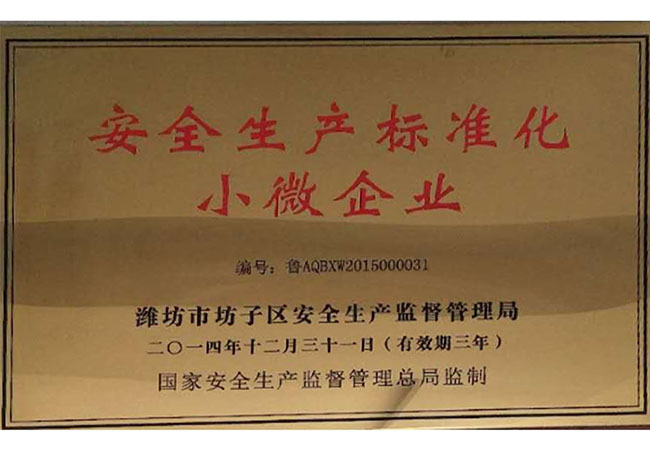 安全生产标准化
小微企业
编号：鲁AQBXW2015000031
潍坊市坊子区安全生产监督管理局
二〇一四年十二月三十一日（有效期三年）
国家安全生产监督管理总局监制